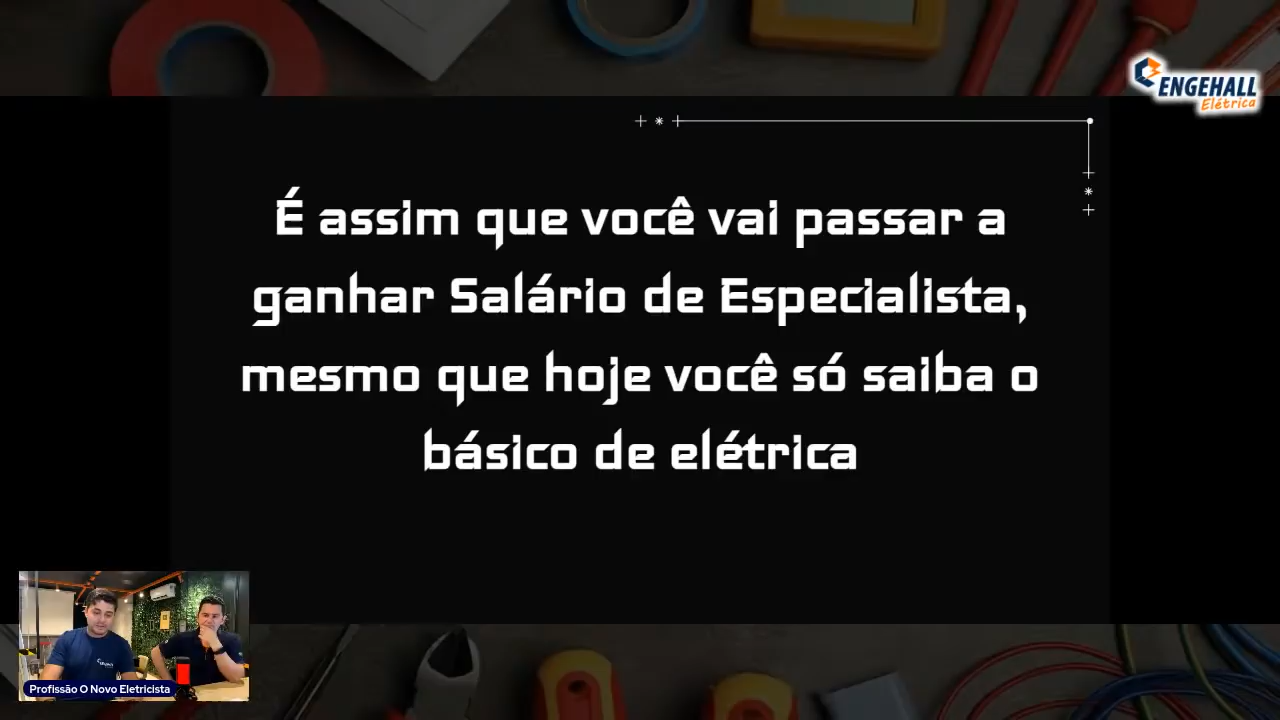 ENGEHALL
Elétrica
É assim que você vai passar a
ganhar Salário de Especialista,
mesmo que hoje você só saiba o
básico de elétrica
Profissão O Novo Eletricista